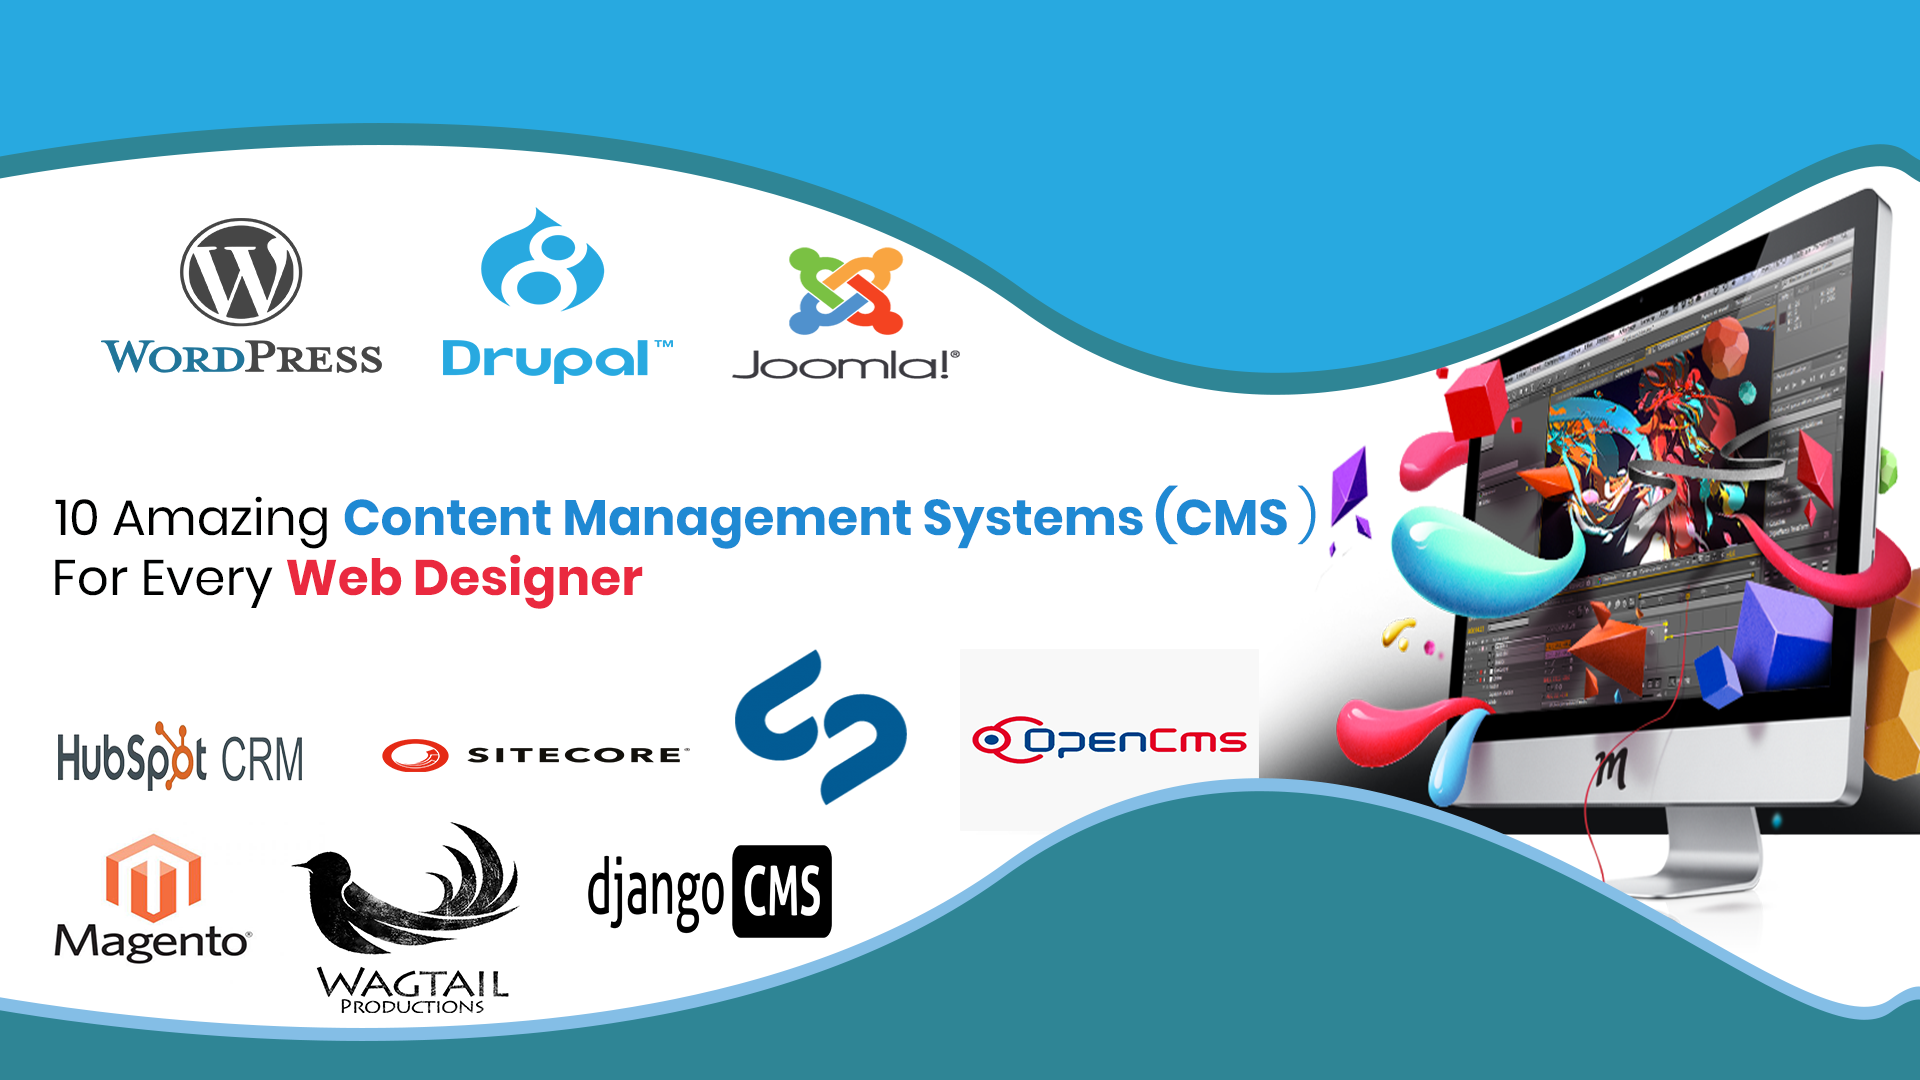 WORDPRESS
Drupal™
Joomla!®
10 Amazing Content Management Systems (CMS )
For Every Web Designer
HubSpot CRM
SITECORE®
OpenCms
Magento®
WAGTAIL
PRODUCTIONS
django CMS
m